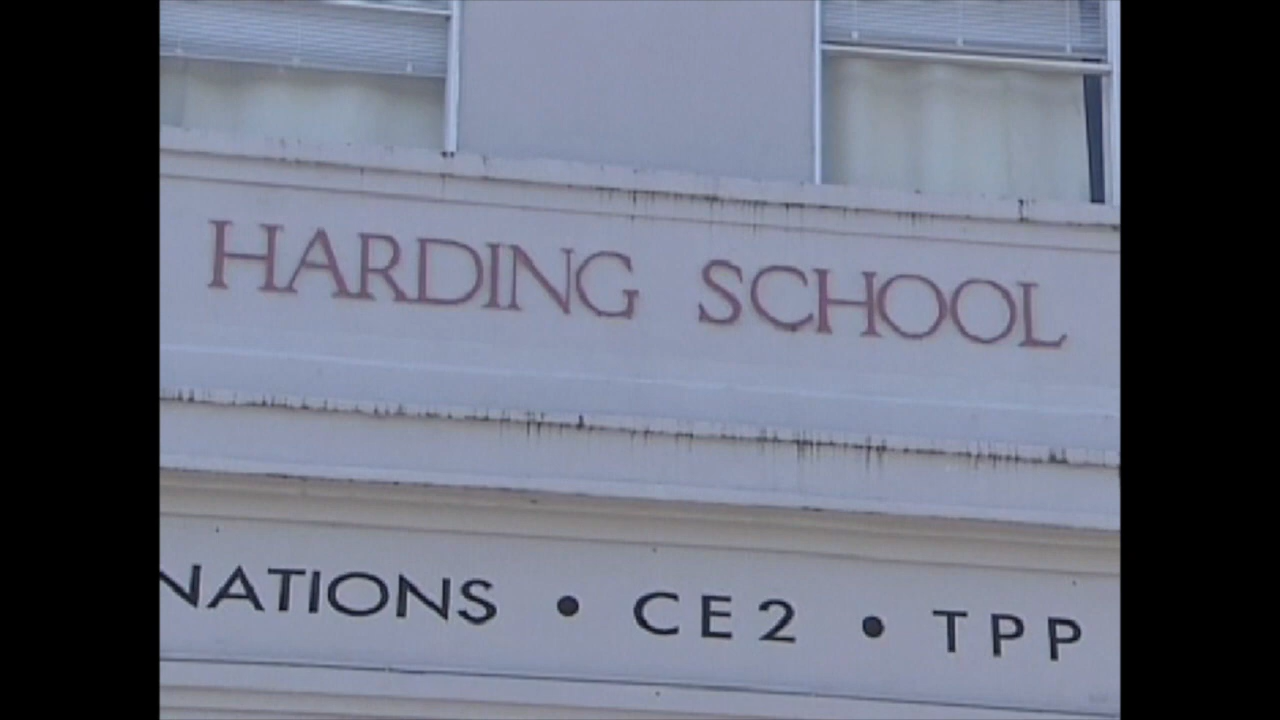 HARDING SCHOOL
NATIONS • CE2 • TPP